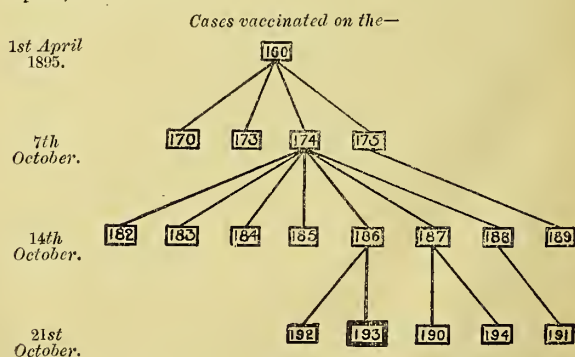 Cases vaccinated on the—
1st April
1895.
160
7th
October.
170 173 174 175
14th
October.
182 183 184 185 186 187 188 189
21st
October.
192 193 190 194 191